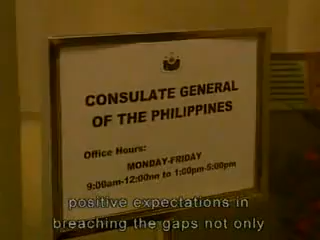 CONSULATE GENERAL
OF THE PHILIPPINES
Office Hours:
MONDAY-FRIDAY
9:00am-12:00nn to 1:00pm-5:00pm
positive expectations in
breaching the gaps not only